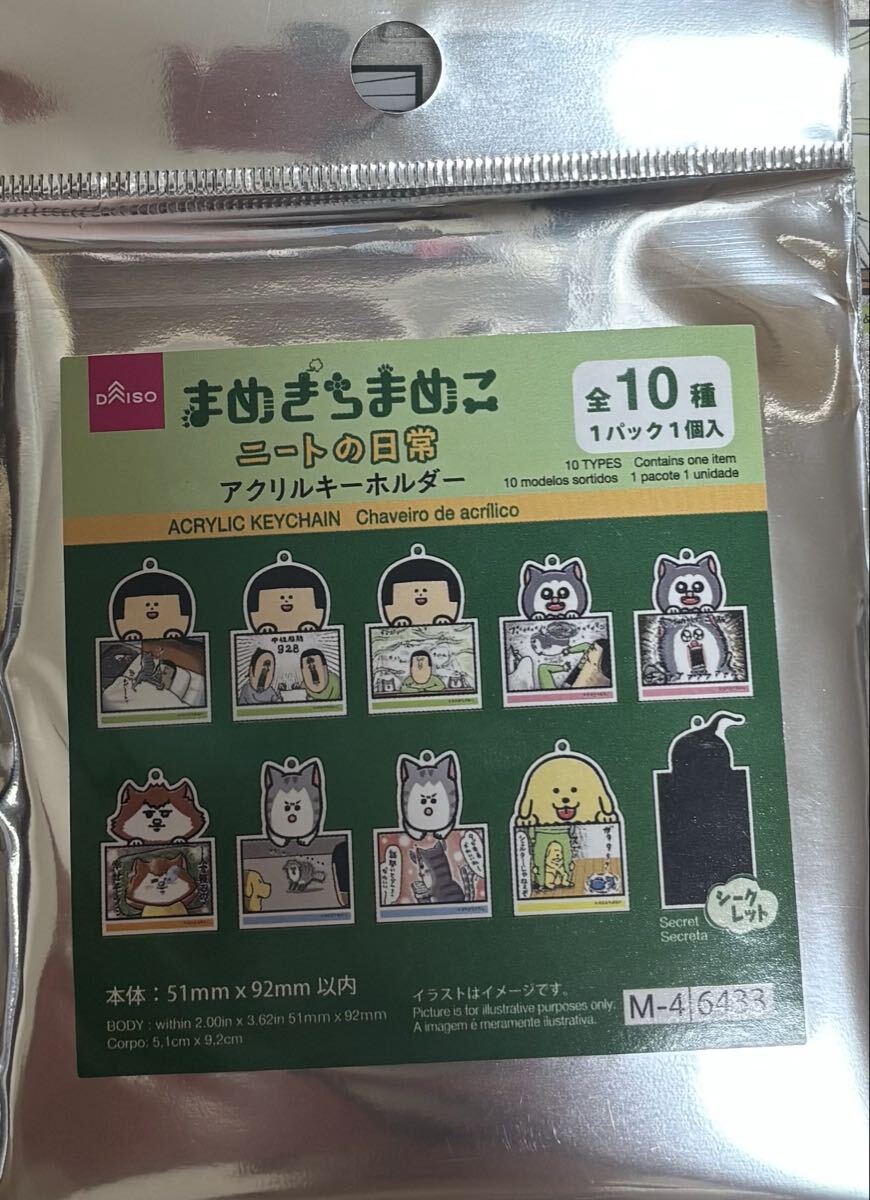 DAISO
まめきちまめこ
ニートの日常
アクリルキーホルダー
全10種
1パック1個入
10 TYPES Contains one item
10 modelos sortidos 1 pacote 1 unidade
ACRYLIC KEYCHAIN Chaveiro de acrílico
928
シーク
レット
Secret
Secreta
本体：51mm x 92mm 以内
BODY : within 2.00in x 3.62in 51mm x 92mm
Corpo: 5,1cm x 9,2cm
イラストはイメージです。
Picture is for illustrative purposes only.
A imagem é meramente ilustrativa.
M-4 6433